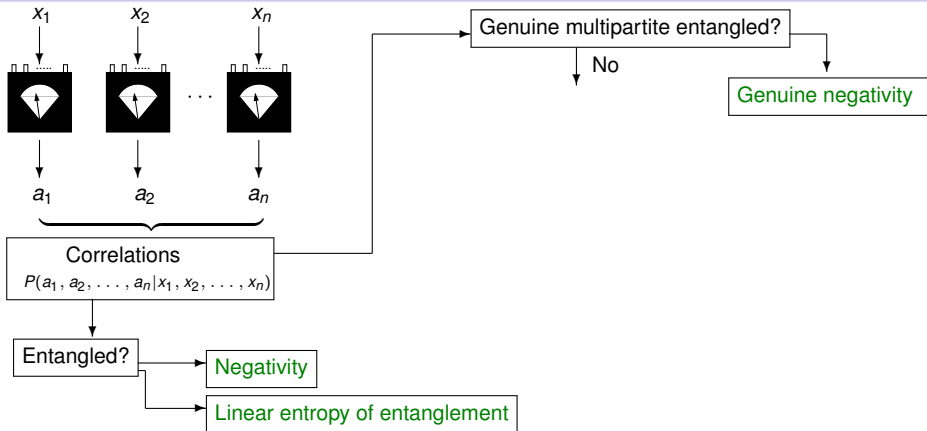 x1 x2 xn
..... ..... .....
. . .
a1 a2 an
Correlations
P(a1, a2, . . . , an|x1, x2, . . . , xn)
Entangled?
Negativity
Linear entropy of entanglement
Genuine multipartite entangled?
No
Genuine negativity